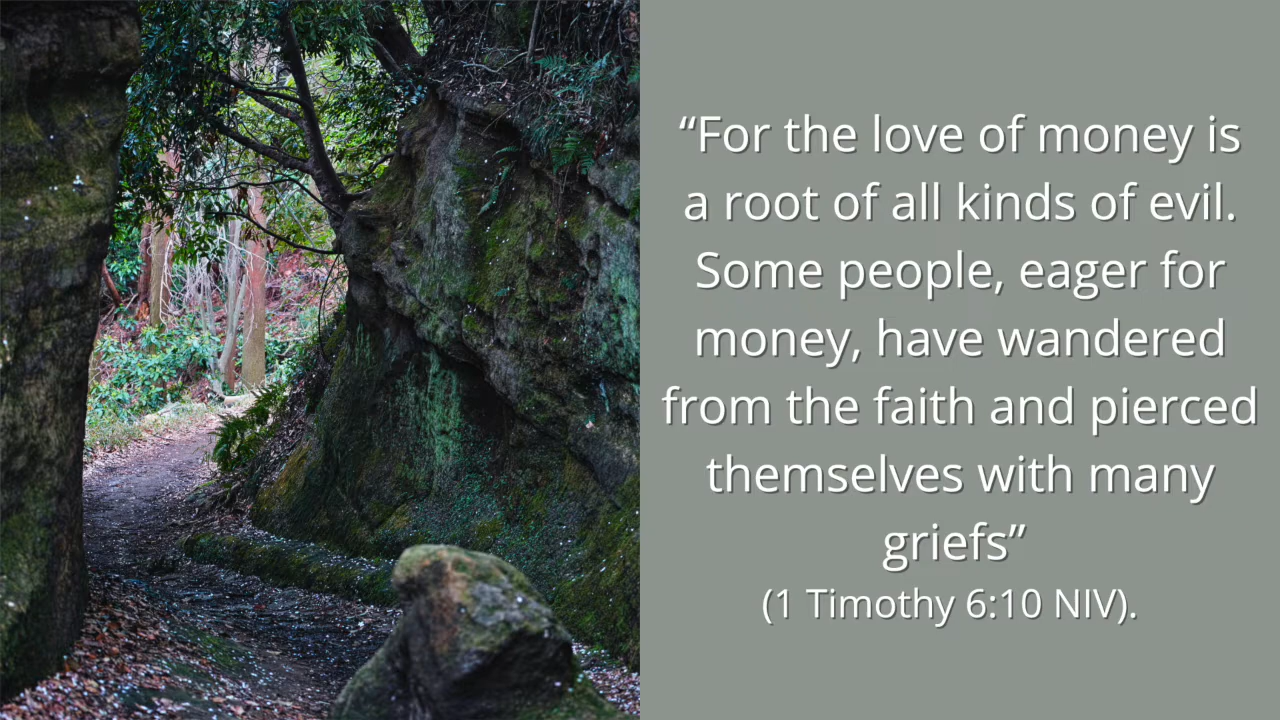 “For the love of money is
a root of all kinds of evil.
Some people, eager for
money, have wandered
from the faith and pierced
themselves with many
griefs”
(1 Timothy 6:10 NIV).